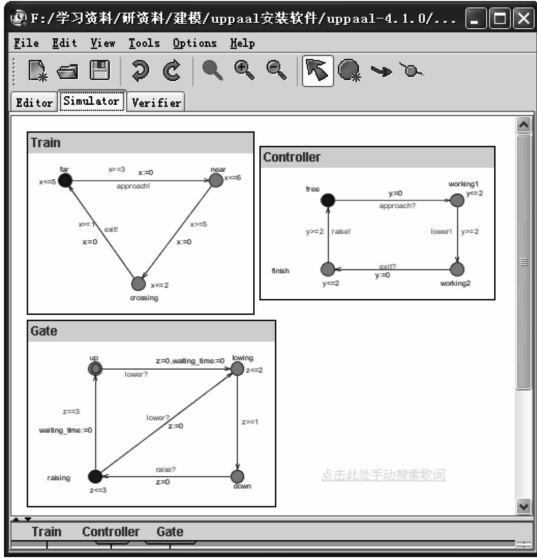 F:/学习资料/研资料/建模/uppaal安装软件/uppaal-4.1.0/...
File Edit View Tools Options Help
Editor Simulator Verifier
Train
far
x<=5
x>=3 x:=0
approach!
near
x<=6
x>=1 exit!
x:=0
x>=5
x:=0
x<=2
crossing
Controller
free
y:=0
approach?
working1
y<=2
y>=2 raise!
lower! y>=2
finish
y<=2
exit?
y:=0
working2
Gate
up
z:=0,waiting_time:=0
lower?
lowing
z<=2
z==3
waiting_time:=0
lower?
z:=0
z>=1
raising
z<=3
raise?
z:=0
down
点击此处手动搜索歌词
Train Controller Gate